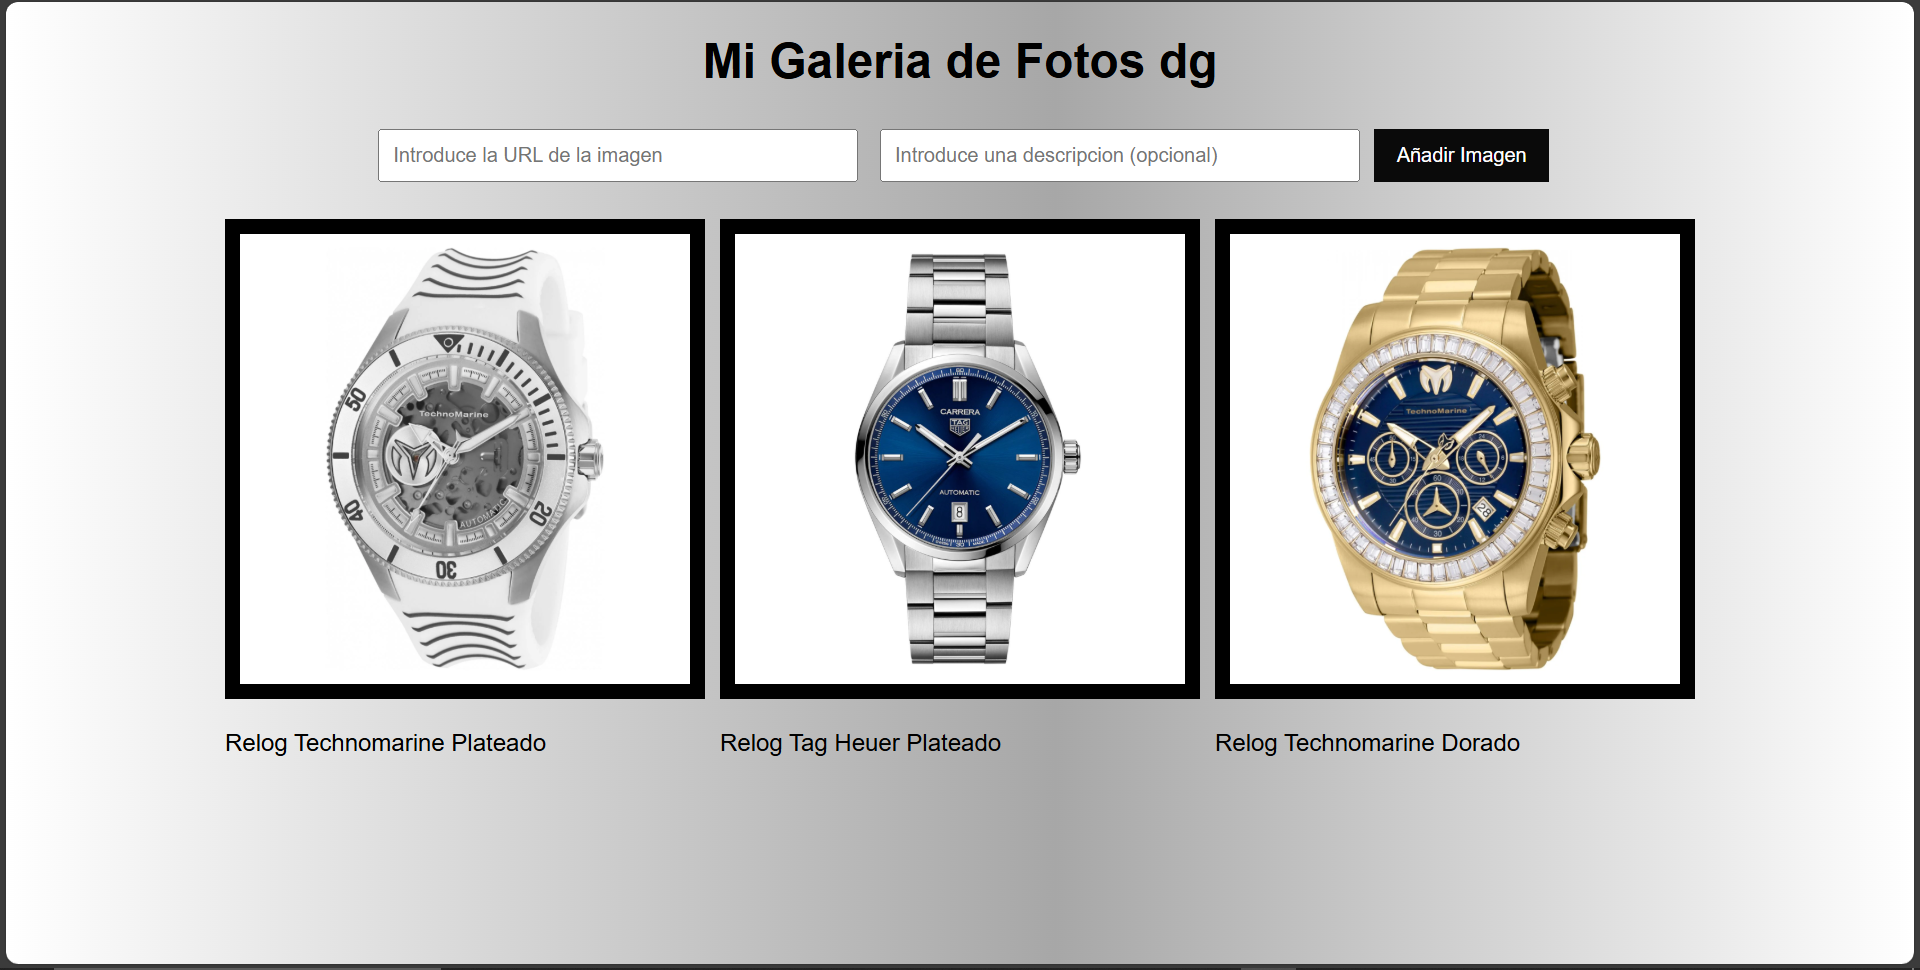 Mi Galeria de Fotos dg
Introduce la URL de la imagen
Introduce una descripcion (opcional)
Añadir Imagen
TechnoMarine
AUTOMATIC
50
40
30
20
CARRERA
TAG
HEUER
AUTOMATIC
8
TechnoMarine
60
30
28
Relog Technomarine Plateado
Relog Tag Heuer Plateado
Relog Technomarine Dorado